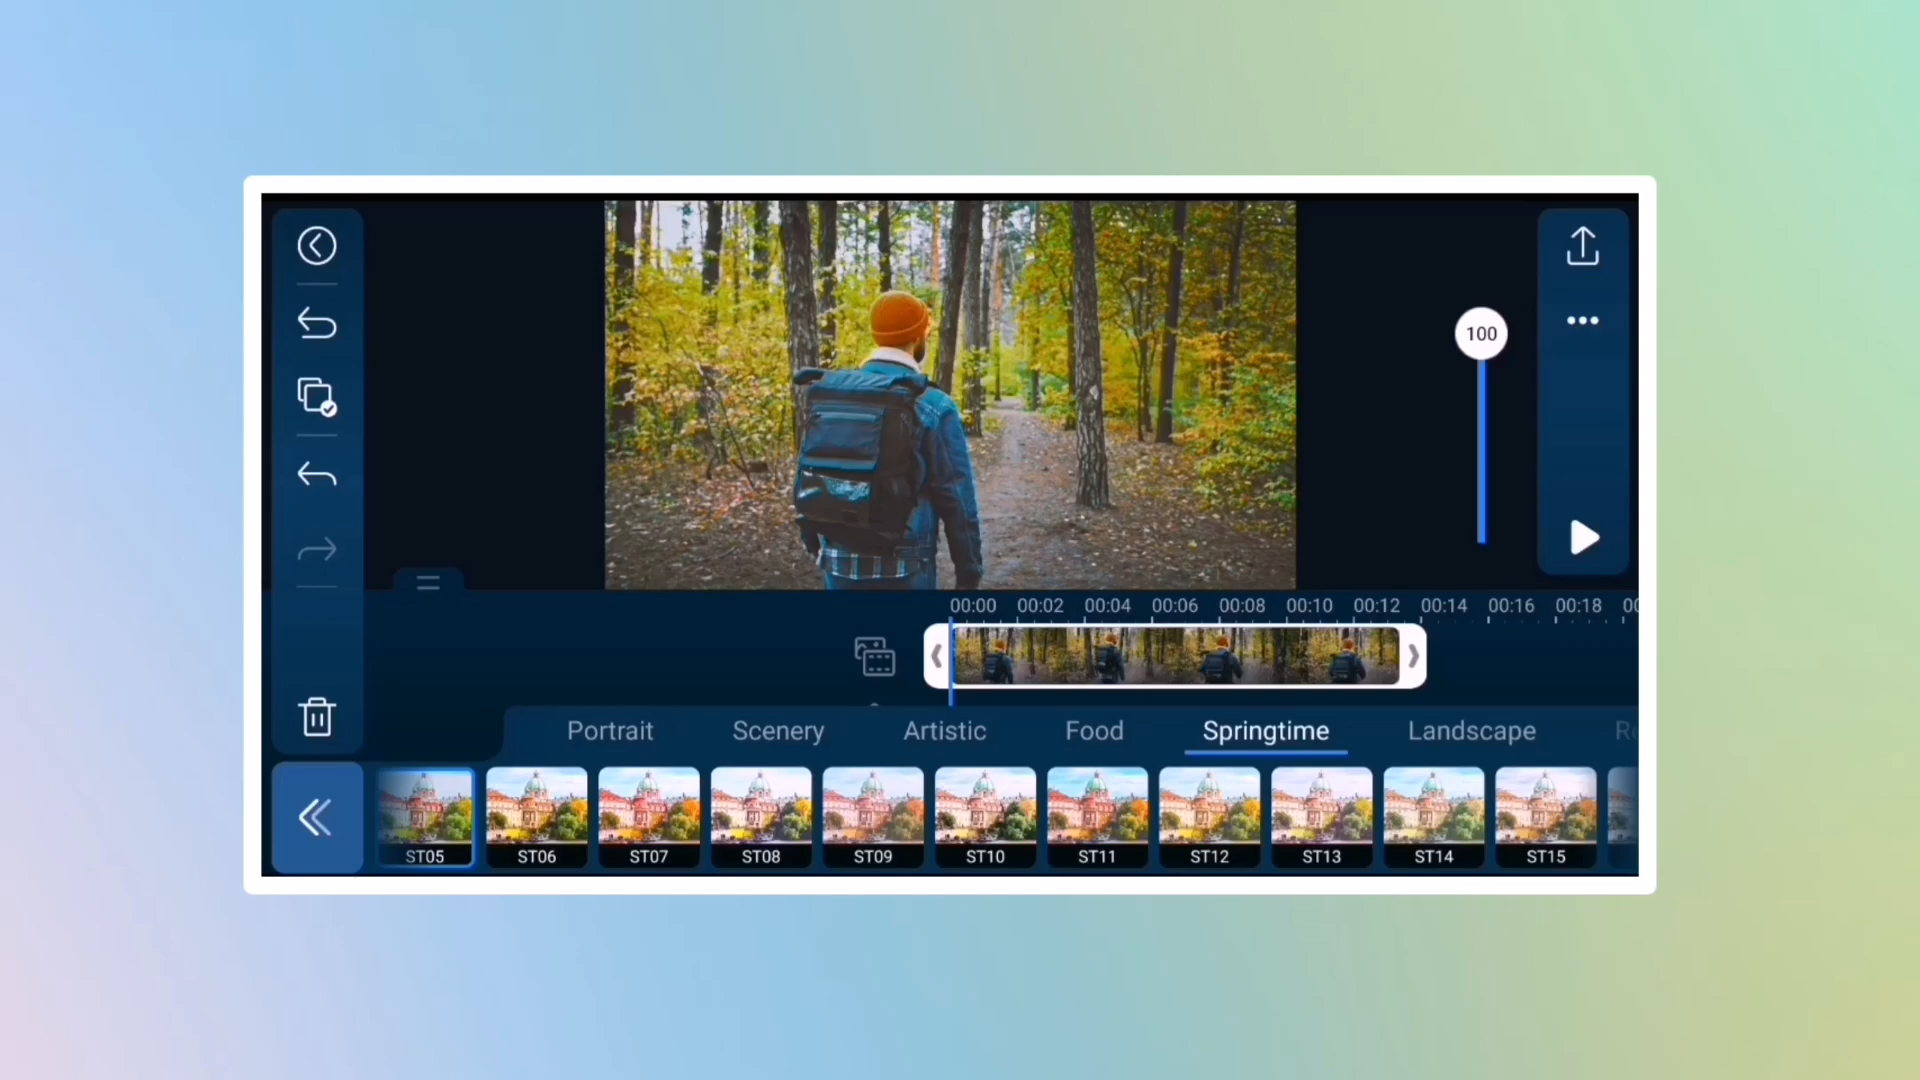 100
00:00 00:02 00:04 00:06 00:08 00:10 00:12 00:14 00:16 00:18
Portrait Scenery Artistic Food Springtime Landscape
ST05 ST06 ST07 ST08 ST09 ST10 ST11 ST12 ST13 ST14 ST15